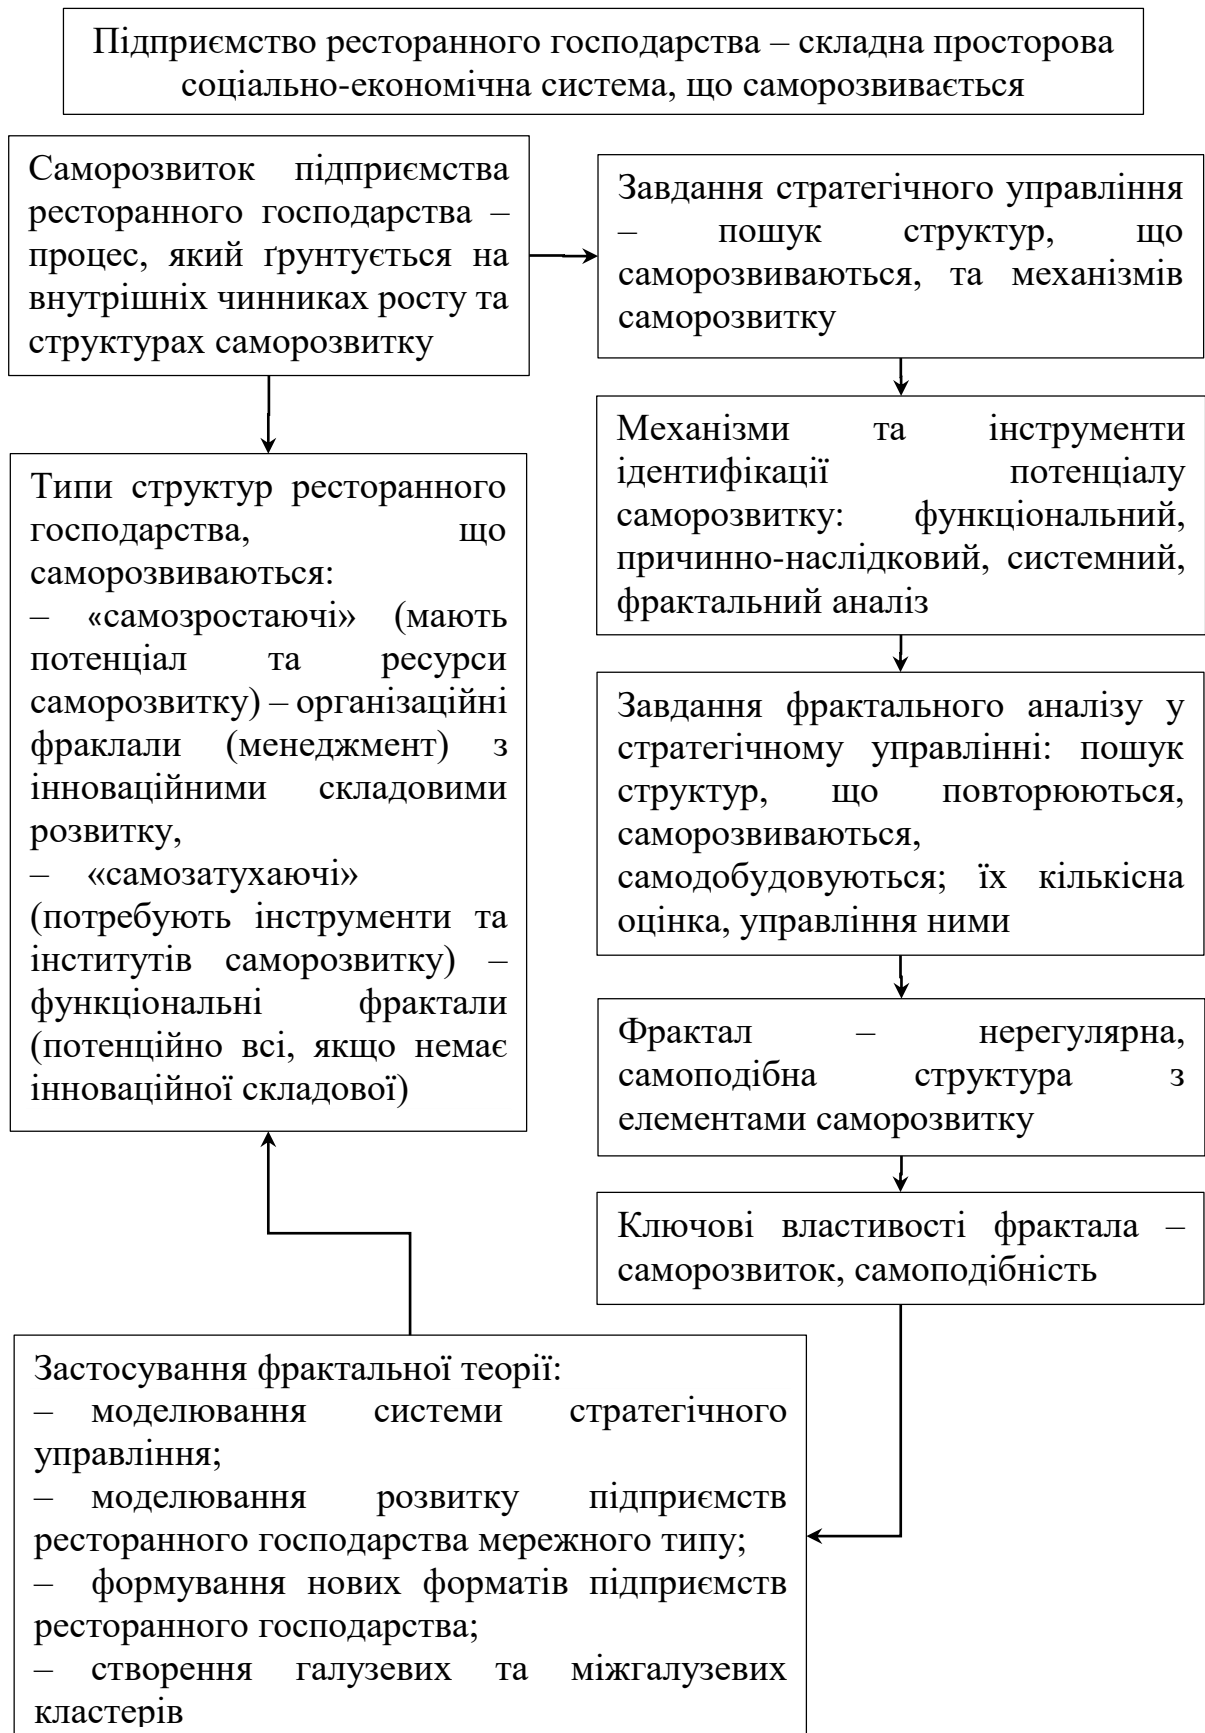 Підприємство ресторанного господарства – складна просторова
соціально-економічна система, що саморозвивається
Саморозвиток підприємства
ресторанного господарства –
процес, який ґрунтується на
внутрішніх чинниках росту та
структурах саморозвитку
Завдання стратегічного управління
– пошук структур, що
саморозвиваються, та механізмів
саморозвитку
Механізми та інструменти
ідентифікації потенціалу
саморозвитку: функціональний,
причинно-наслідковий, системний,
фрактальний аналіз
Типи структур ресторанного
господарства, що
саморозвиваються:
– «самозростаючі» (мають
потенціал та ресурси
саморозвитку) – організаційні
фраклали (менеджмент) з
інноваційними складовими
розвитку,
– «самозатухаючі»
(потребують інструменти та
інститутів саморозвитку) –
функціональні фрактали
(потенційно всі, якщо немає
інноваційної складової)
Завдання фрактального аналізу у
стратегічному управлінні: пошук
структур, що повторюються,
саморозвиваються,
самодобудовуються; їх кількісна
оцінка, управління ними
Фрактал – нерегулярна,
самоподібна структура з
елементами саморозвитку
Ключові властивості фрактала –
саморозвиток, самоподібність
Застосування фрактальної теорії:
– моделювання системи стратегічного
управління;
– моделювання розвитку підприємств
ресторанного господарства мережного типу;
– формування нових форматів підприємств
ресторанного господарства;
– створення галузевих та міжгалузевих
кластерів